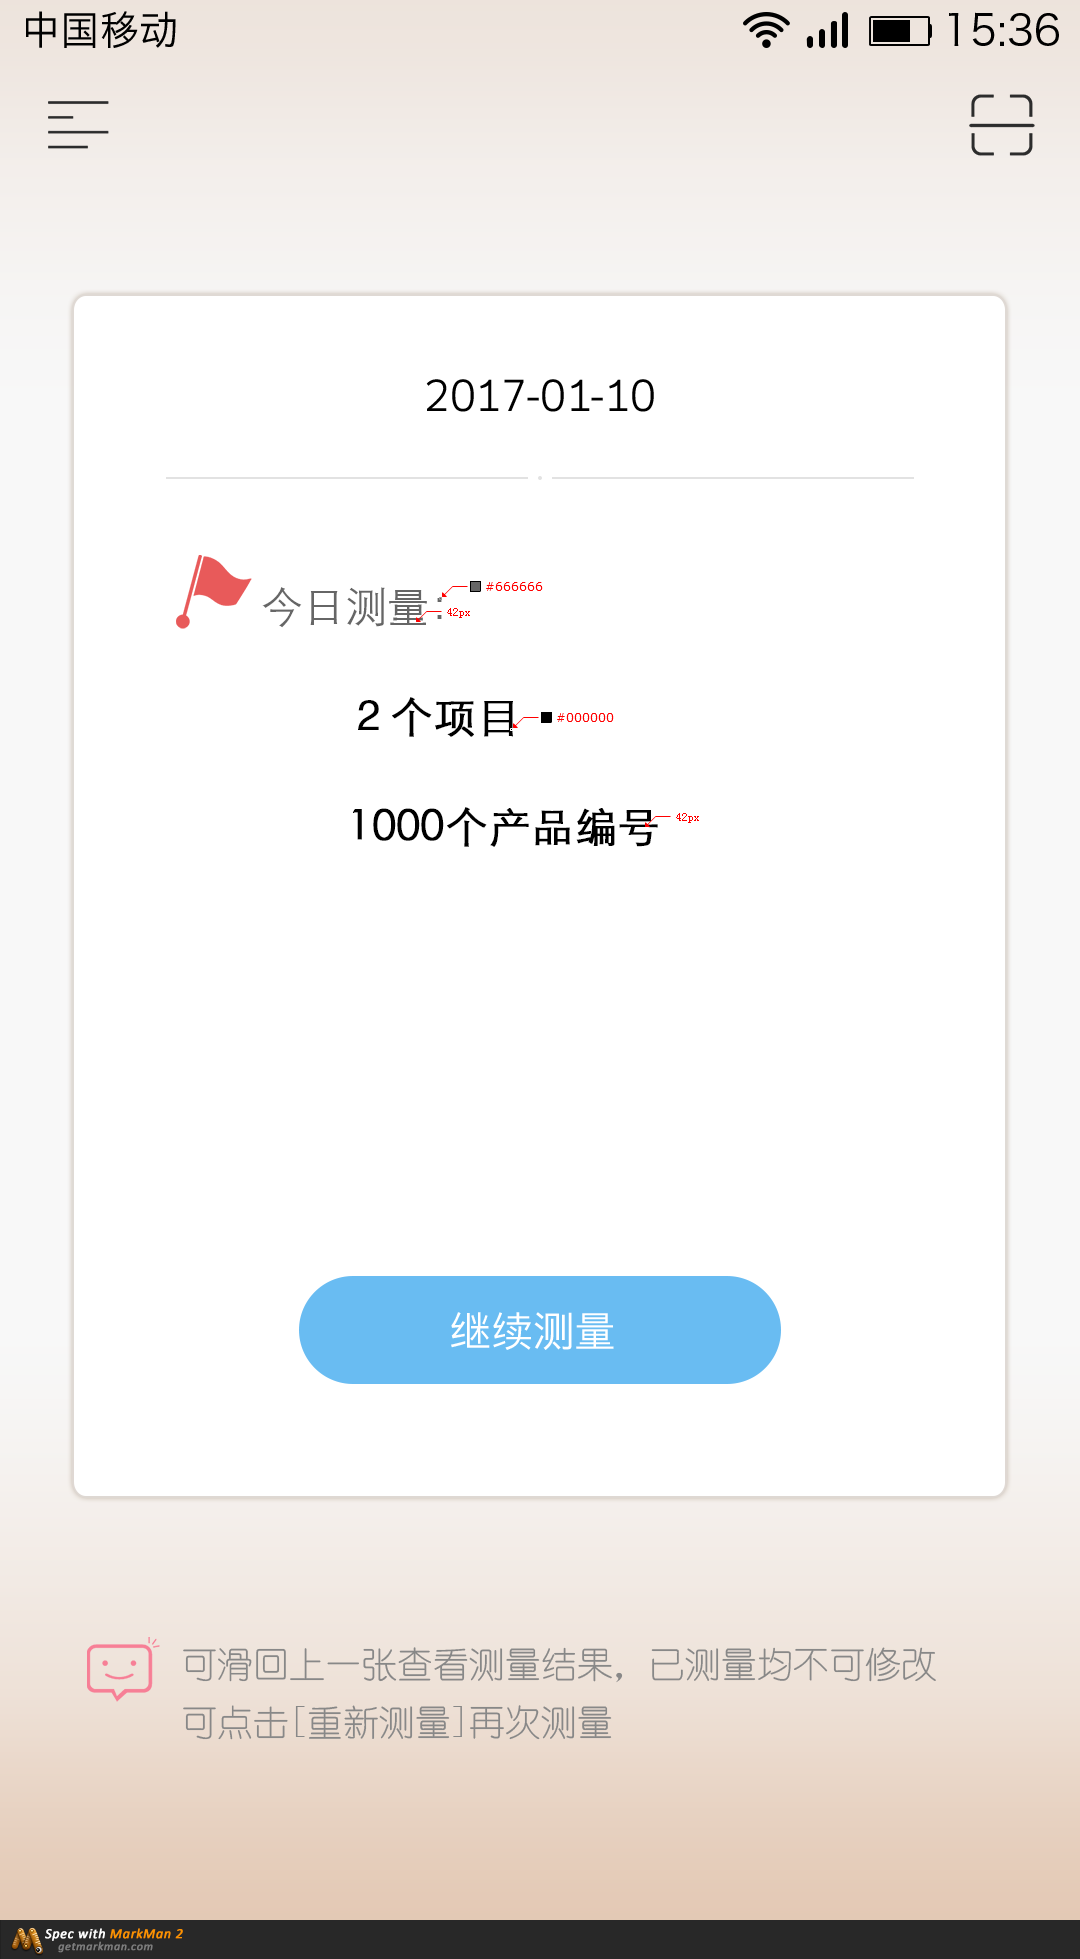 中国移动 15:36
2017-01-10
今日测量: #666666
42px
2个项目 #000000
1000个产品编号 42px
继续测量
可滑回上一张查看测量结果，已测量均不可修改
可点击[重新测量]再次测量
Spec with MarkMan 2
getmarkman.com